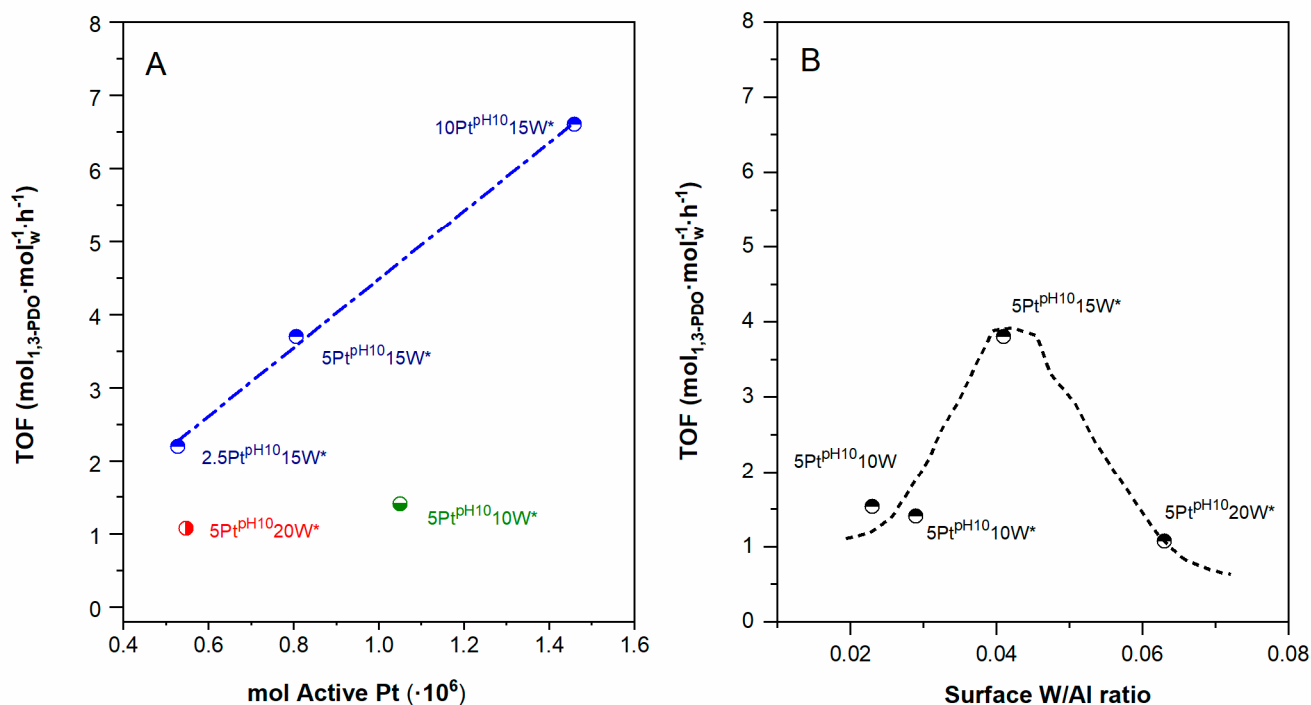 A
TOF (mol1,3-PDO·molw-1·h-1)
8
7
6
5
4
3
2
1
0
10PtpH1015W*
5PtpH1015W*
2.5PtpH1015W*
5PtpH1010W*
5PtpH1020W*
0.4 0.6 0.8 1.0 1.2 1.4 1.6
mol Active Pt (·106)
B
TOF (mol1,3-PDO·molw-1·h-1)
8
7
6
5
4
3
2
1
0
5PtpH1015W*
5PtpH1010W
5PtpH1020W*
5PtpH1010W*
0.02 0.04 0.06 0.08
Surface W/Al ratio